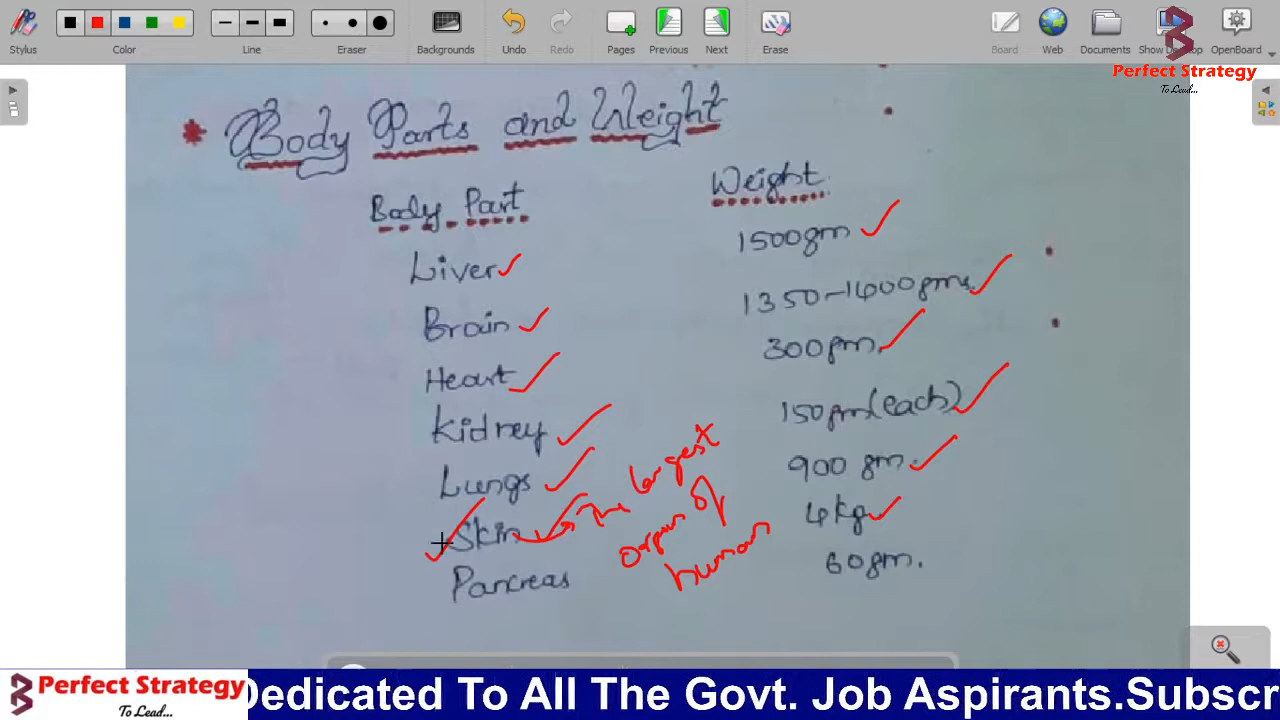 Stylus
Color
Line
Eraser
Backgrounds
Undo
Redo
Pages
Previous
Next
Erase
Board
Web
Documents
Show
OpenBoard
Perfect Strategy
To Lead...
* Body Parts and Weight
Body Part Weight
Liver 1500gm
Brain 1350-1400gms.
Heart 300gm.
Kidney 150gm(each)
Lungs 900 gm.
Skin 4kg
Pancreas 60gm.
The largest
organ of
human
Perfect Strategy
To Lead...
Dedicated To All The Govt. Job Aspirants.Subscr